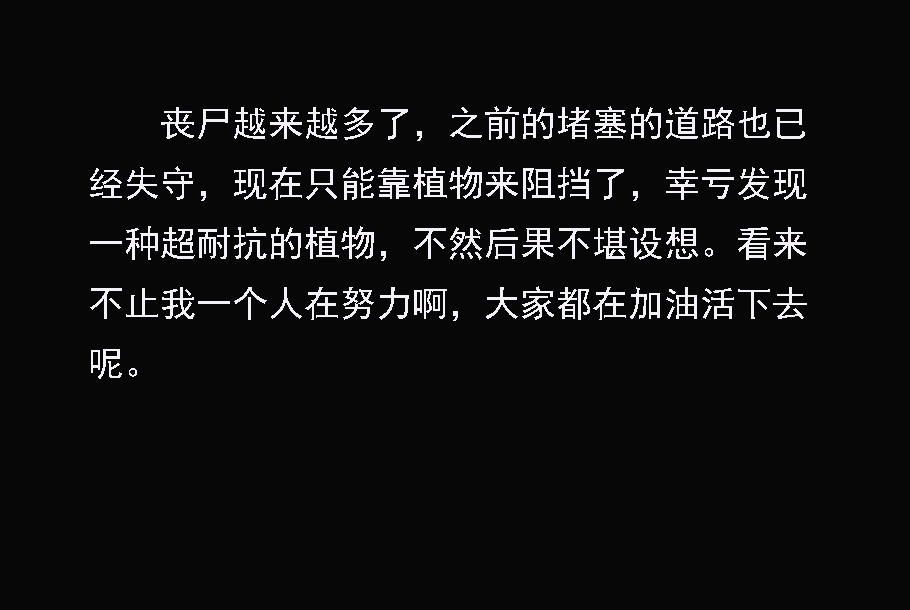 丧尸越来越多了，之前的堵塞的道路也已
经失守，现在只能靠植物来阻挡了，幸亏发现
一种超耐抗的植物，不然后果不堪设想。看来
不止我一个人在努力啊，大家都在加油活下去
呢。